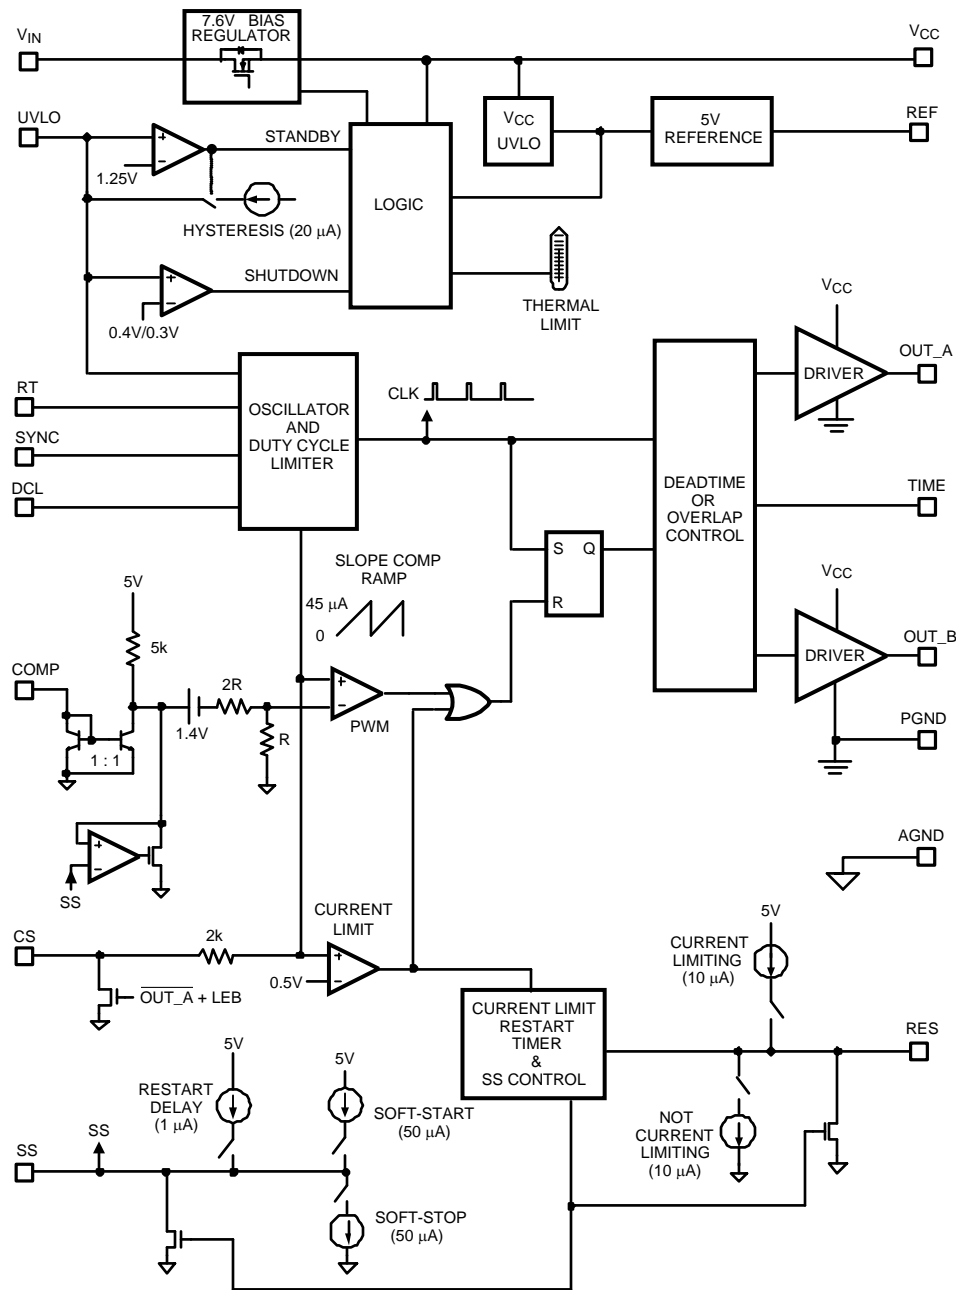 7.6V BIAS
REGULATOR
VIN
VCC
UVLO
STANDBY
1.25V
HYSTERESIS (20 µA)
SHUTDOWN
0.4V/0.3V
LOGIC
VCC
UVLO
5V
REFERENCE
REF
THERMAL
LIMIT
VCC
DRIVER
OUT_A
RT
SYNC
DCL
OSCILLATOR
AND
DUTY CYCLE
LIMITER
CLK
DEADTIME
OR
OVERLAP
CONTROL
TIME
S Q
R
SLOPE COMP
RAMP
45 µA
0
5V
5k
COMP
1 : 1
1.4V
2R
R
PWM
VCC
DRIVER
OUT_B
PGND
AGND
SS
CS
2k
CURRENT
LIMIT
0.5V
OUT_A + LEB
CURRENT LIMIT
RESTART
TIMER
&
SS CONTROL
5V
CURRENT
LIMITING
(10 µA)
RES
NOT
CURRENT
LIMITING
(10 µA)
5V
RESTART
DELAY
(1 µA)
5V
SOFT-START
(50 µA)
SS
SS
SOFT-STOP
(50 µA)